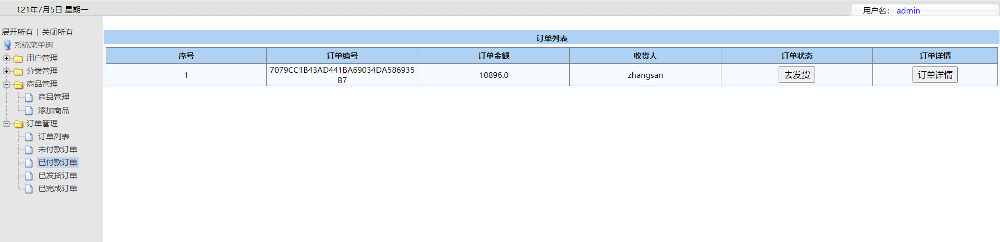 121年7月5日 星期一
用户名： admin
展开所有 | 关闭所有
系统菜单树
用户管理
分类管理
商品管理
商品管理
添加商品
订单管理
订单列表
未付款订单
已付款订单
已发货订单
已完成订单
订单列表
序号 订单编号 订单金额 收货人 订单状态 订单详情
1 7079CC1B43AD441BA69034DA586935 10896.0 zhangsan 去发货 订单详情
B7